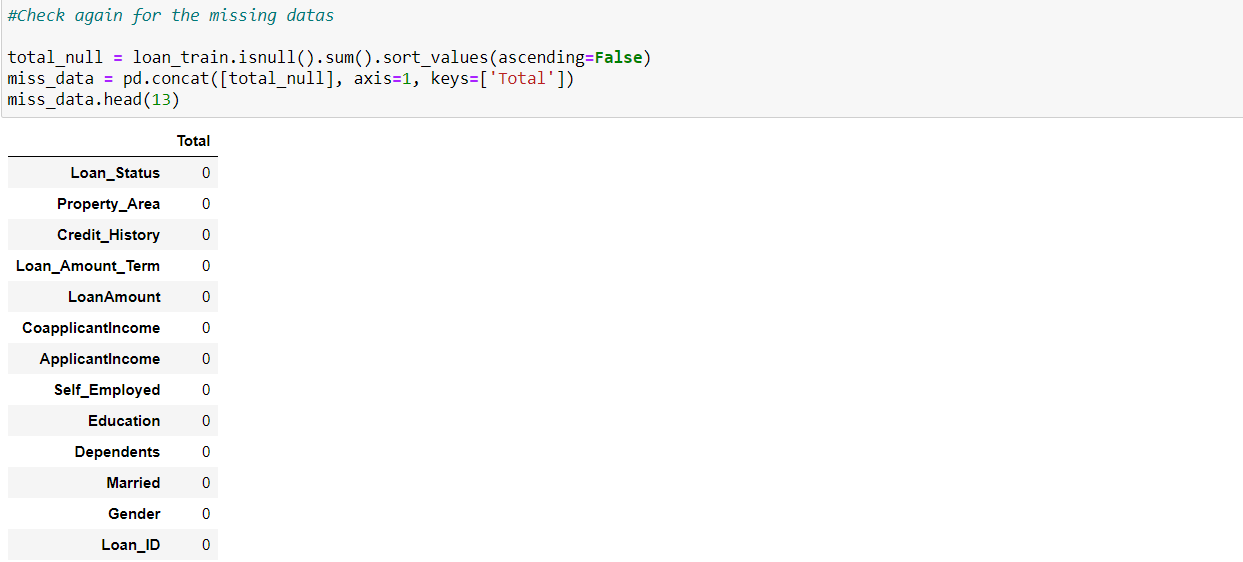 #Check again for the missing datas
total_null = loan_train.isnull().sum().sort_values(ascending=False)
miss_data = pd.concat([total_null], axis=1, keys=['Total'])
miss_data.head(13)
Total
Loan_Status 0
Property_Area 0
Credit_History 0
Loan_Amount_Term 0
LoanAmount 0
CoapplicantIncome 0
ApplicantIncome 0
Self_Employed 0
Education 0
Dependents 0
Married 0
Gender 0
Loan_ID 0